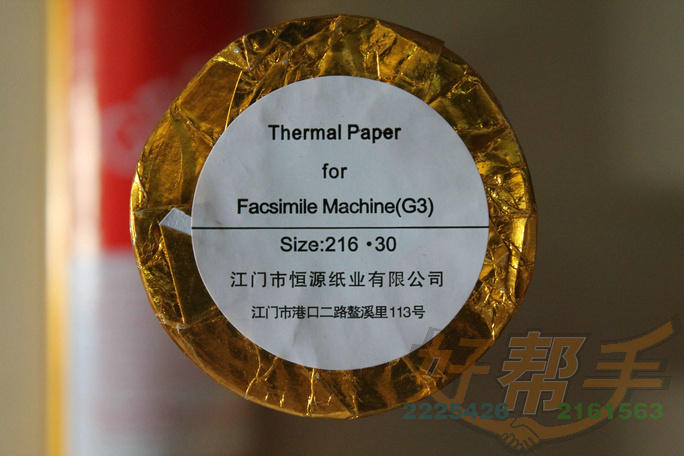 Thermal Paper
for
Facsimile Machine(G3)
Size:216 · 30
江门市恒源纸业有限公司
江门市港口二路鳌溪里113号
好帮手
2225426 2161563